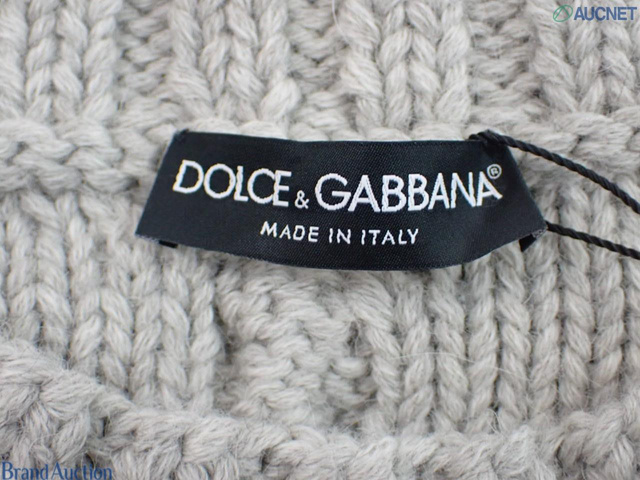 AUCNET
DOLCE & GABBANA®
MADE IN ITALY
Brand Auction